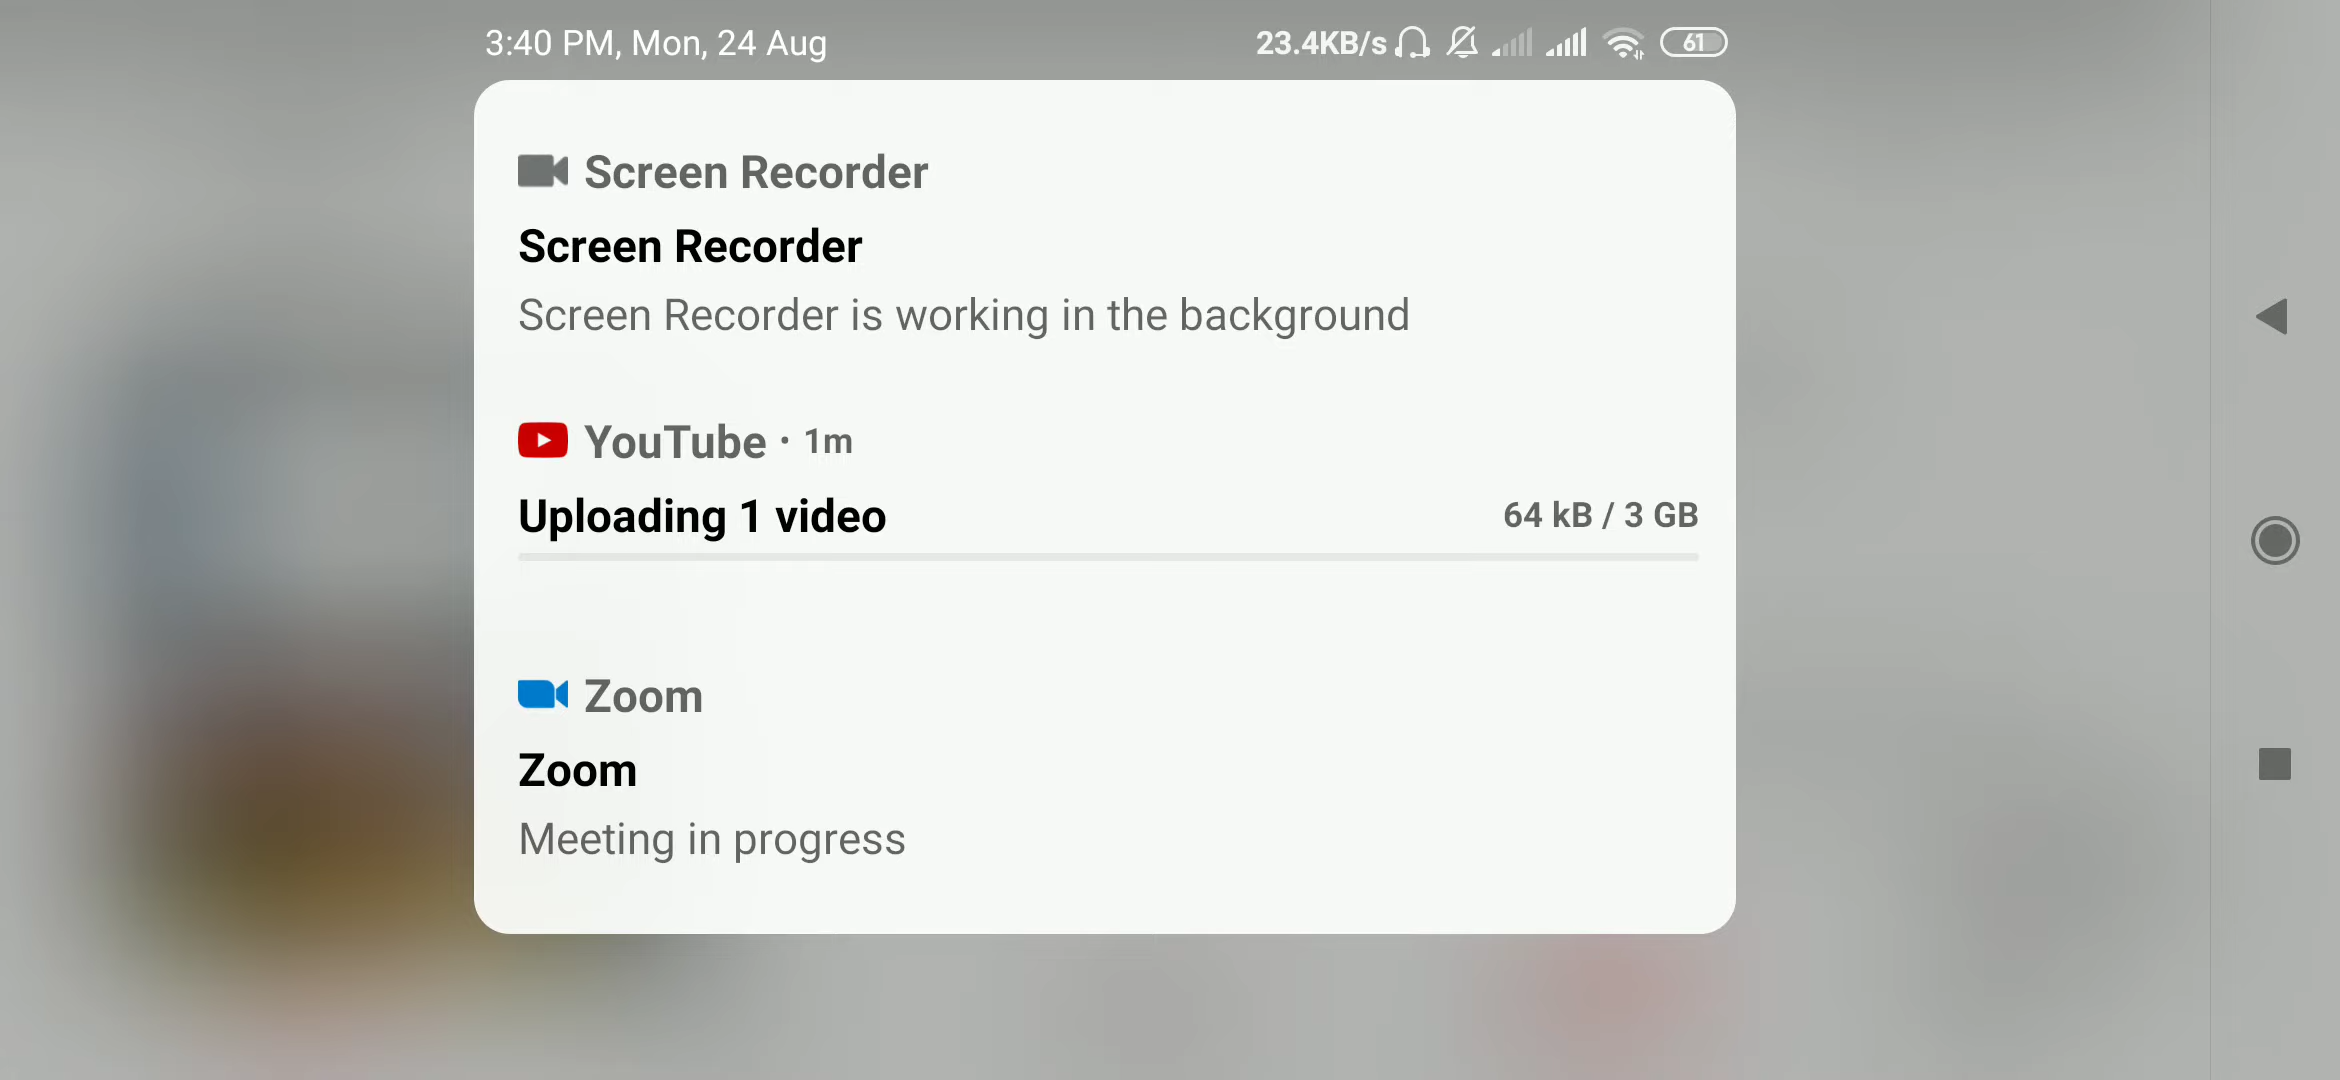 3:40 PM, Mon, 24 Aug 23.4KB/s 61
Screen Recorder
Screen Recorder
Screen Recorder is working in the background
YouTube • 1m
Uploading 1 video 64 kB / 3 GB
Zoom
Zoom
Meeting in progress